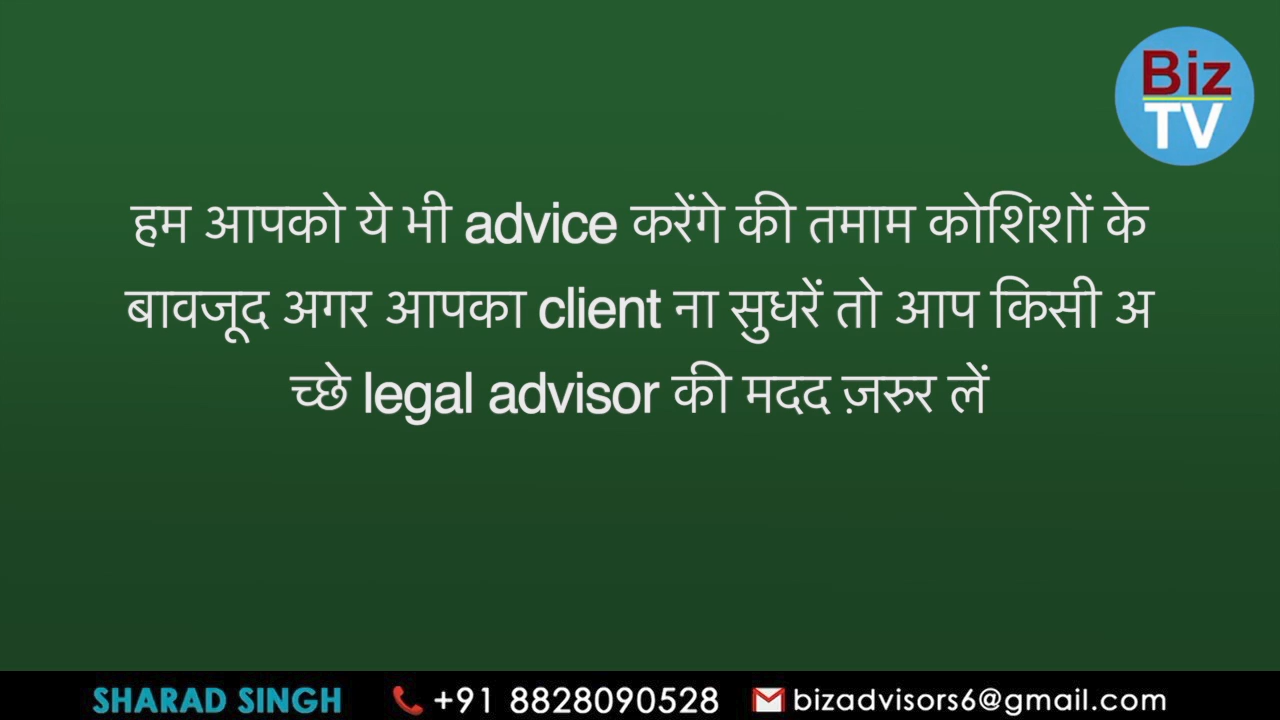 Biz
TV
हम आपको ये भी advice करेंगे की तमाम कोशिशों के
बावजूद अगर आपका client ना सुधरें तो आप किसी अ
च्छे legal advisor की मदद ज़रुर लें
SHARAD SINGH +91 8828090528 bizadvisors6@gmail.com